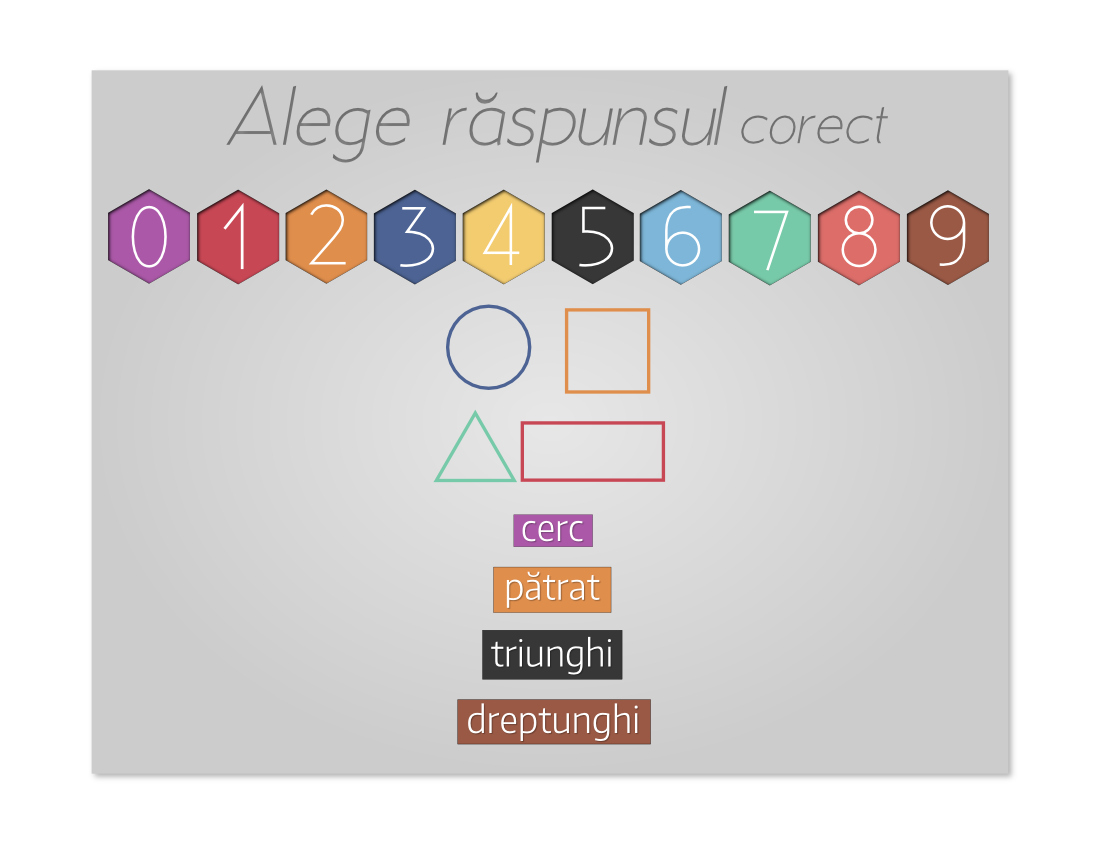 Alege răspunsul corect
0 1 2 3 4 5 6 7 8 9
cerc
pătrat
triunghi
dreptunghi